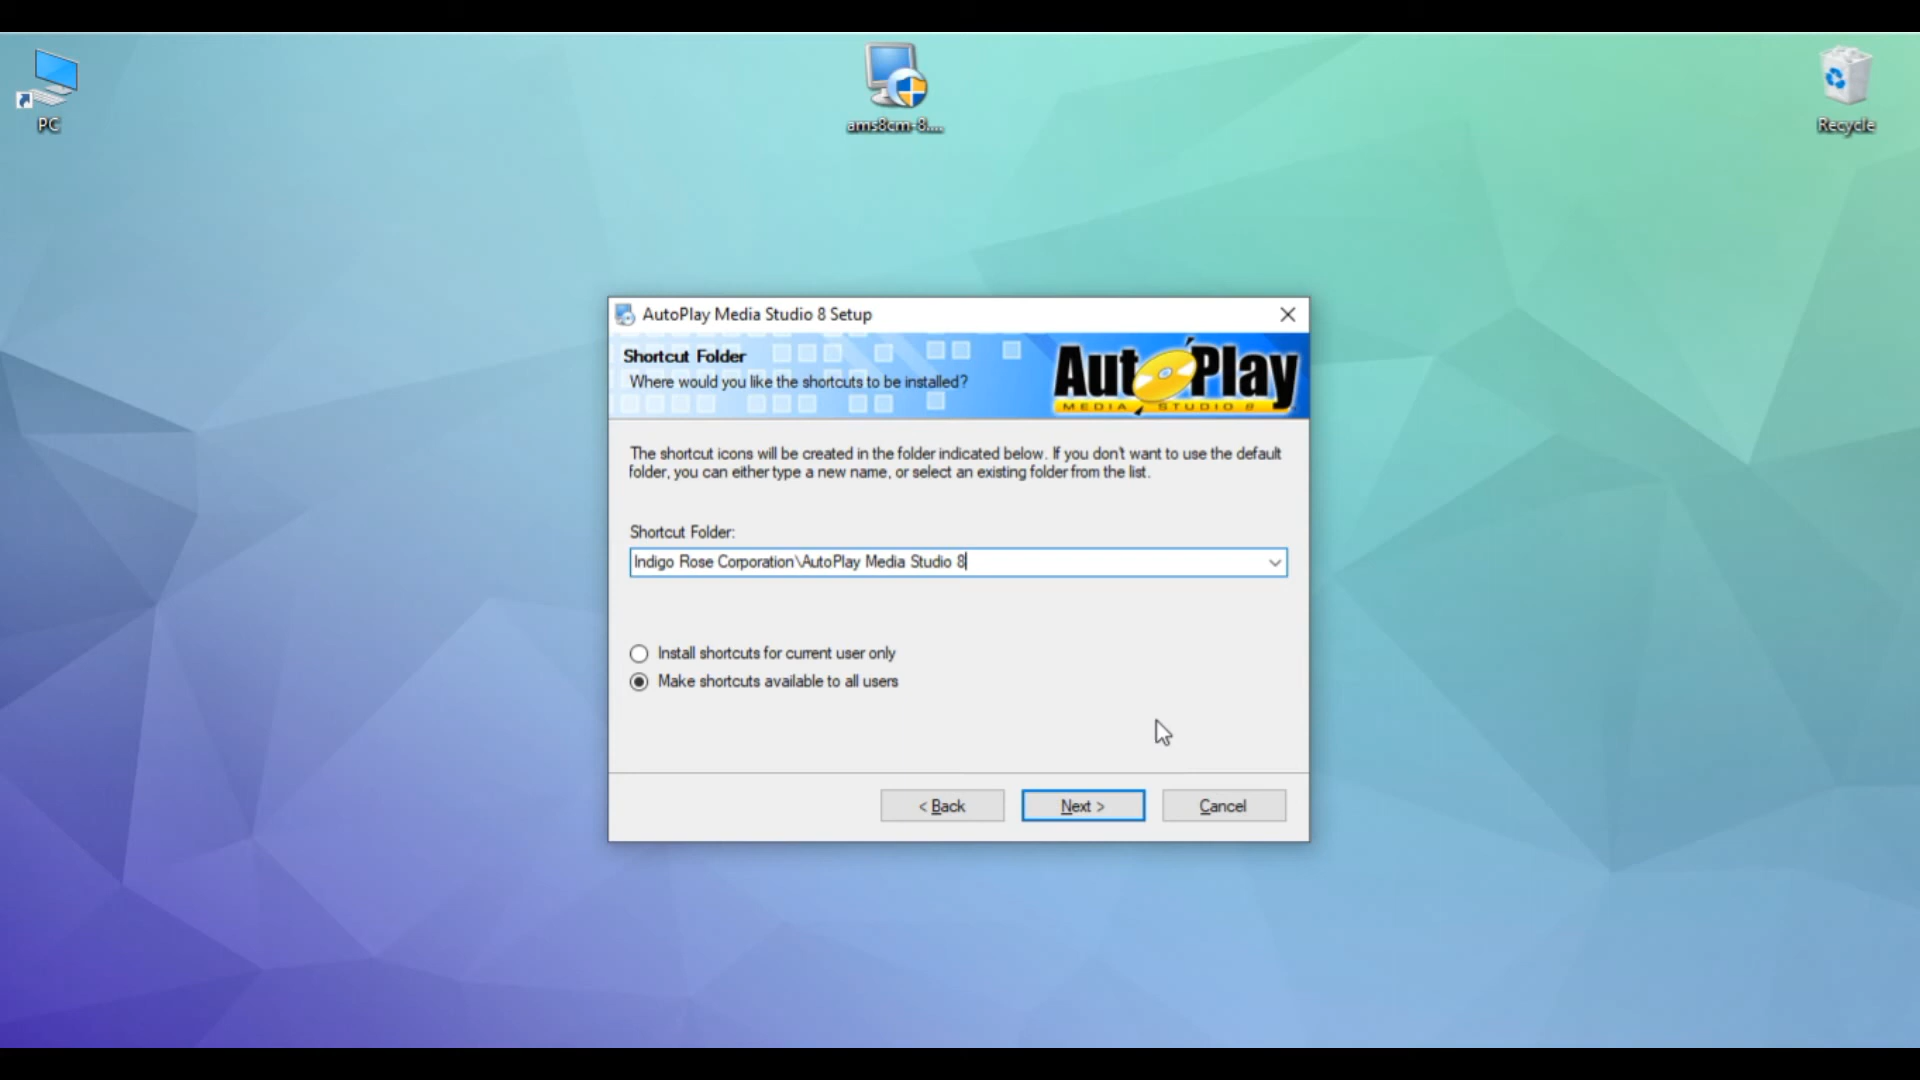 PC
ams8cm-8....
Recycle
AutoPlay Media Studio 8 Setup
Shortcut Folder
Where would you like the shortcuts to be installed?
AutoPlay
MEDIA STUDIO 8
The shortcut icons will be created in the folder indicated below. If you don't want to use the default
folder, you can either type a new name, or select an existing folder from the list.
Shortcut Folder:
Indigo Rose Corporation\AutoPlay Media Studio 8
Install shortcuts for current user only
Make shortcuts available to all users
< Back
Next >
Cancel